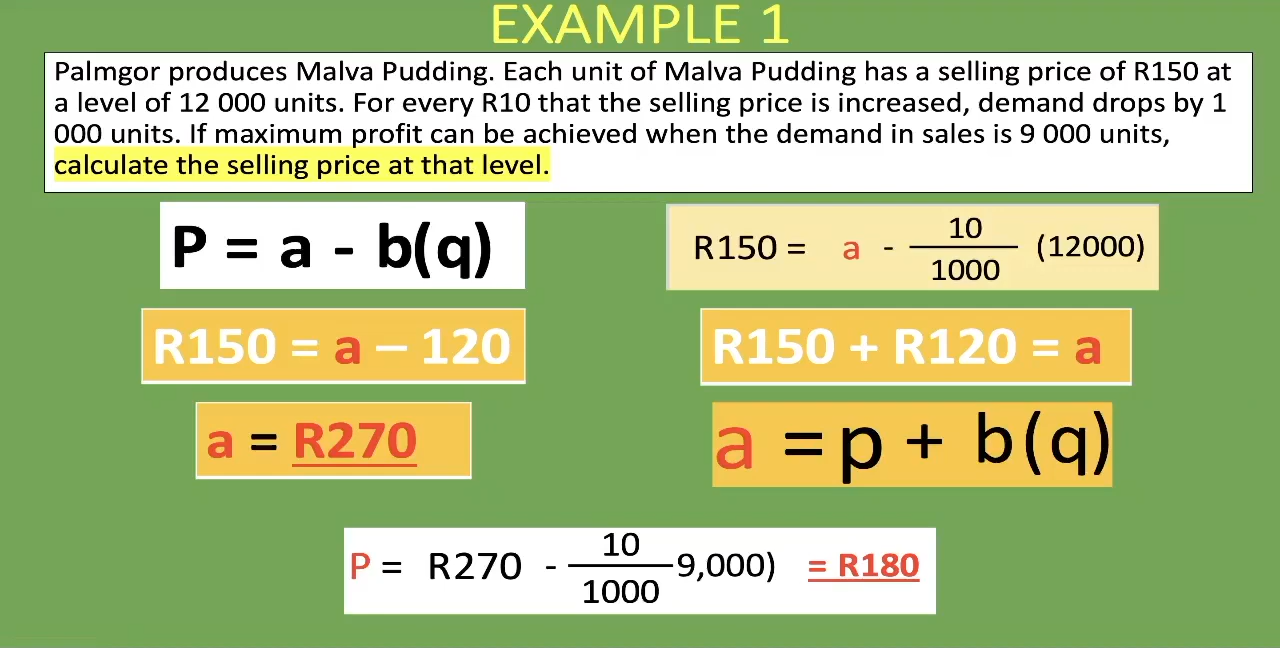 EXAMPLE 1
Palmgor produces Malva Pudding. Each unit of Malva Pudding has a selling price of R150 at
a level of 12 000 units. For every R10 that the selling price is increased, demand drops by 1
000 units. If maximum profit can be achieved when the demand in sales is 9 000 units,
calculate the selling price at that level.
P = a - b(q)
R150 = a - 10/1000 (12000)
R150 = a – 120
R150 + R120 = a
a = R270
a = p + b(q)
P = R270 - 10/1000 9,000) = R180